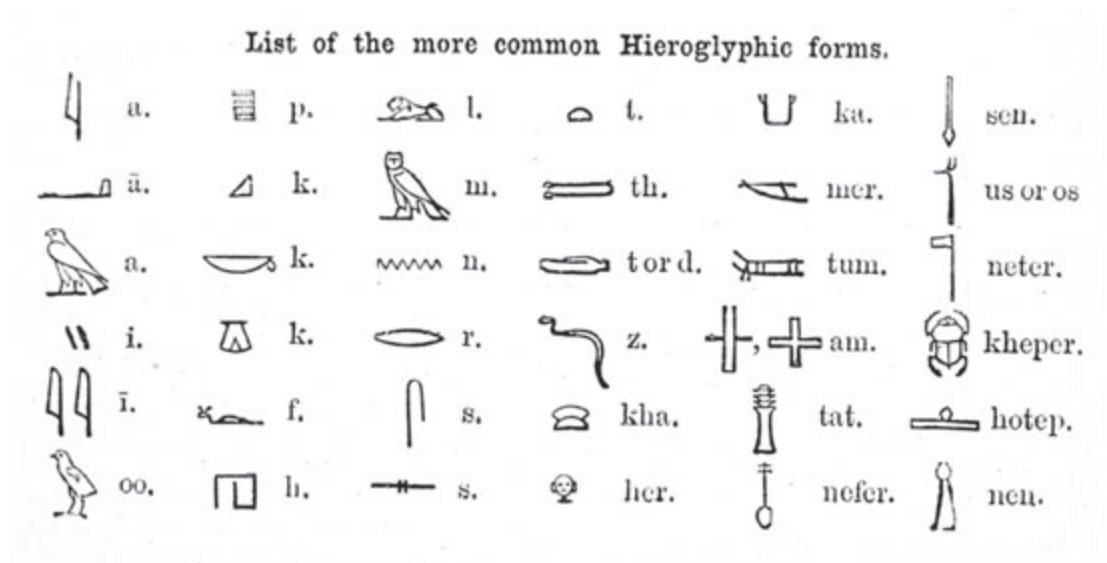 List of the more common Hieroglyphic forms.
a. p. l. t. ka. sen.
ā. k. m. th. mer. us or os
a. k. n. t or d. tum. neter.
i. k. r. z. , am. kheper.
ī. f. s. kha. tat. hotep.
oo. h. s. her. nefer. nen.